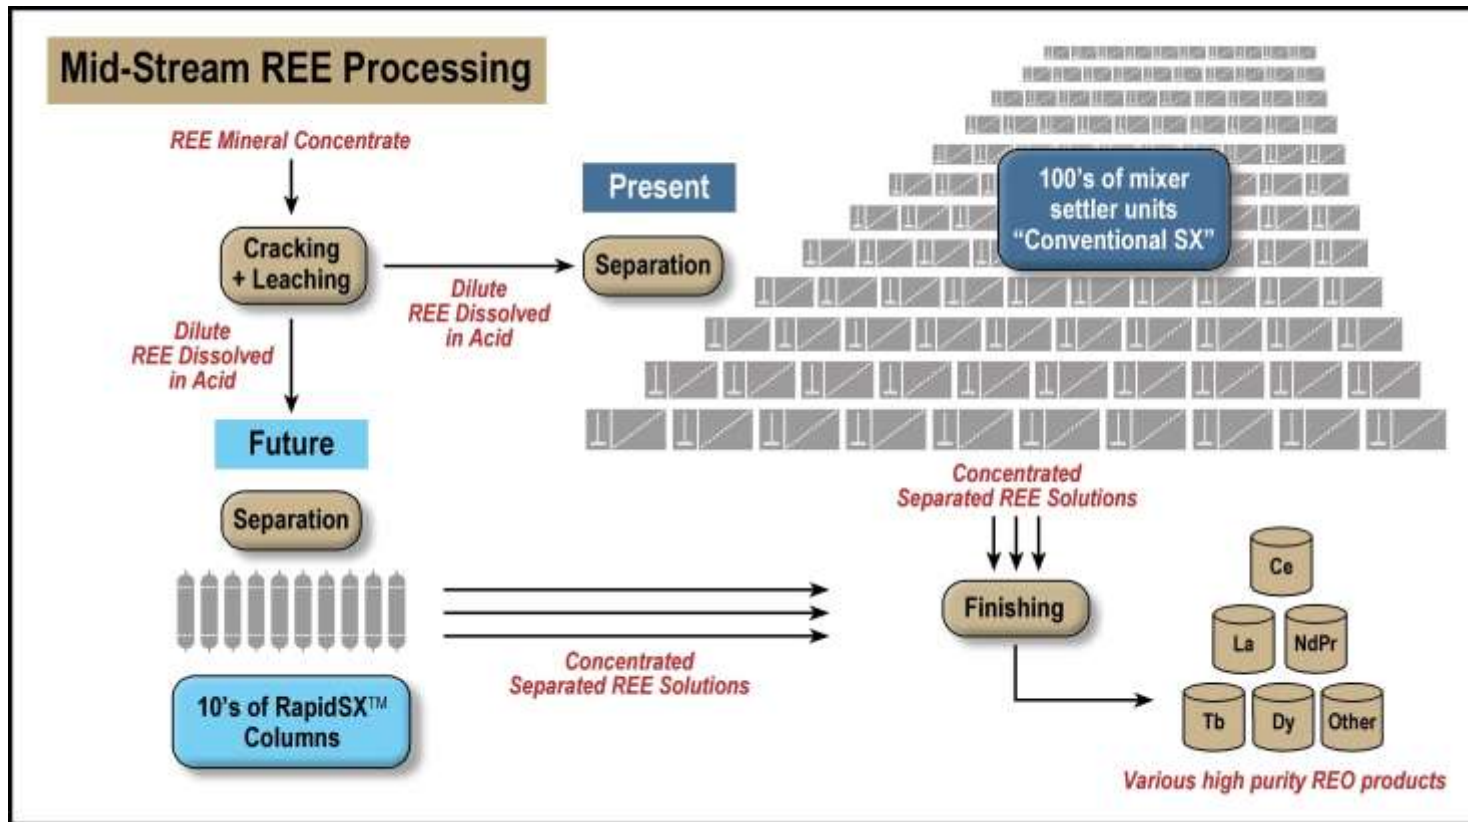 Mid-Stream REE Processing
REE Mineral Concentrate
Cracking
+ Leaching
Dilute
REE Dissolved
in Acid
Present
Separation
100's of mixer
settler units
“Conventional SX”
Dilute
REE Dissolved
in Acid
Future
Separation
10's of RapidSX™
Columns
Concentrated
Separated REE Solutions
Concentrated
Separated REE Solutions
Finishing
Ce
La
NdPr
Tb
Dy
Other
Various high purity REO products